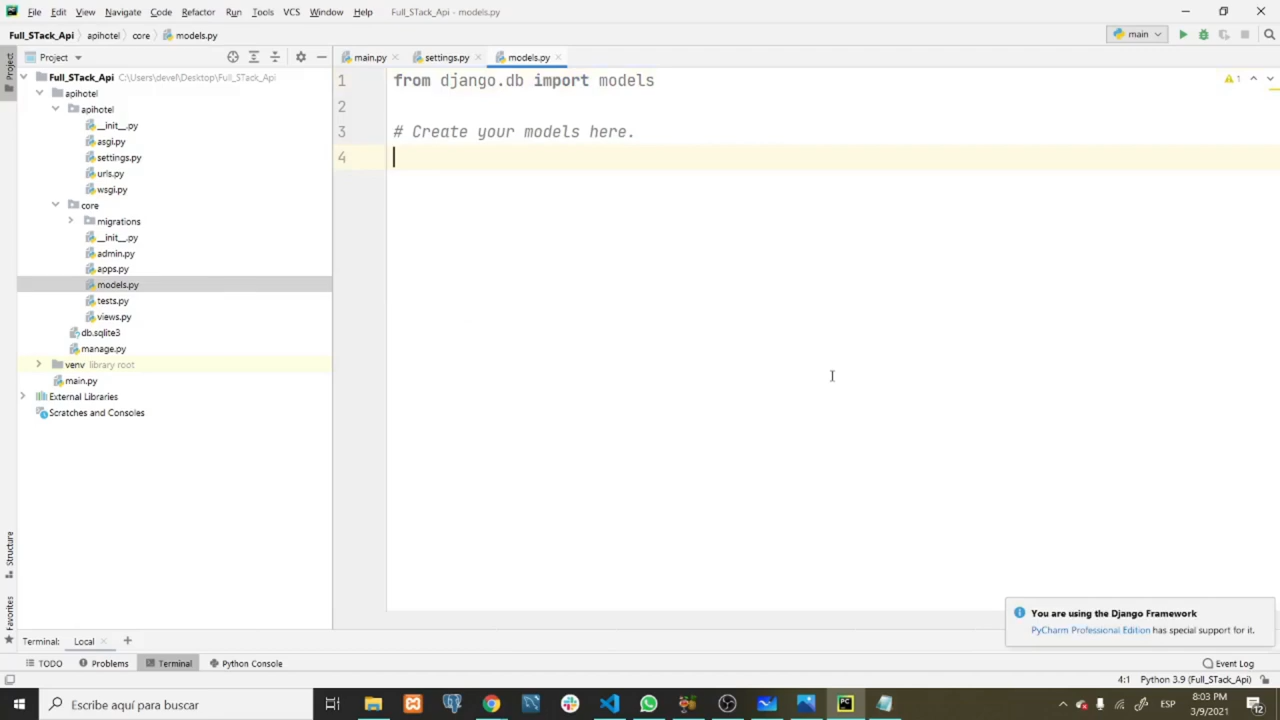 File Edit View Navigate Code Refactor Run Tools VCS Window Help Full_STack_Api - models.py
Full_STack_Api apihotel core models.py main
Project main.py settings.py models.py
Project
Full_STack_Api C:\Users\devel\Desktop\Full_STack_Api
apihotel
apihotel
__init__.py
asgi.py
settings.py
urls.py
wsgi.py
core
migrations
__init__.py
admin.py
apps.py
models.py
tests.py
views.py
db.sqlite3
manage.py
venv library root
main.py
External Libraries
Scratches and Consoles
1 from django.db import models
2
3 # Create your models here.
4
1
Structure
Favorites
You are using the Django Framework
PyCharm Professional Edition has special support for it.
Terminal: Local
TODO Problems Terminal Python Console Event Log
4:1 Python 3.9 (Full_STack_Api)
Escribe aquí para buscar
ESP
8:03 PM
3/9/2021
12